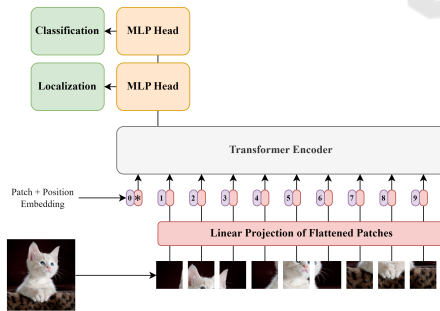 Classification
MLP Head
Localization
MLP Head
Transformer Encoder
Patch + Position
Embedding
0 * 1 2 3 4 5 6 7 8 9
Linear Projection of Flattened Patches